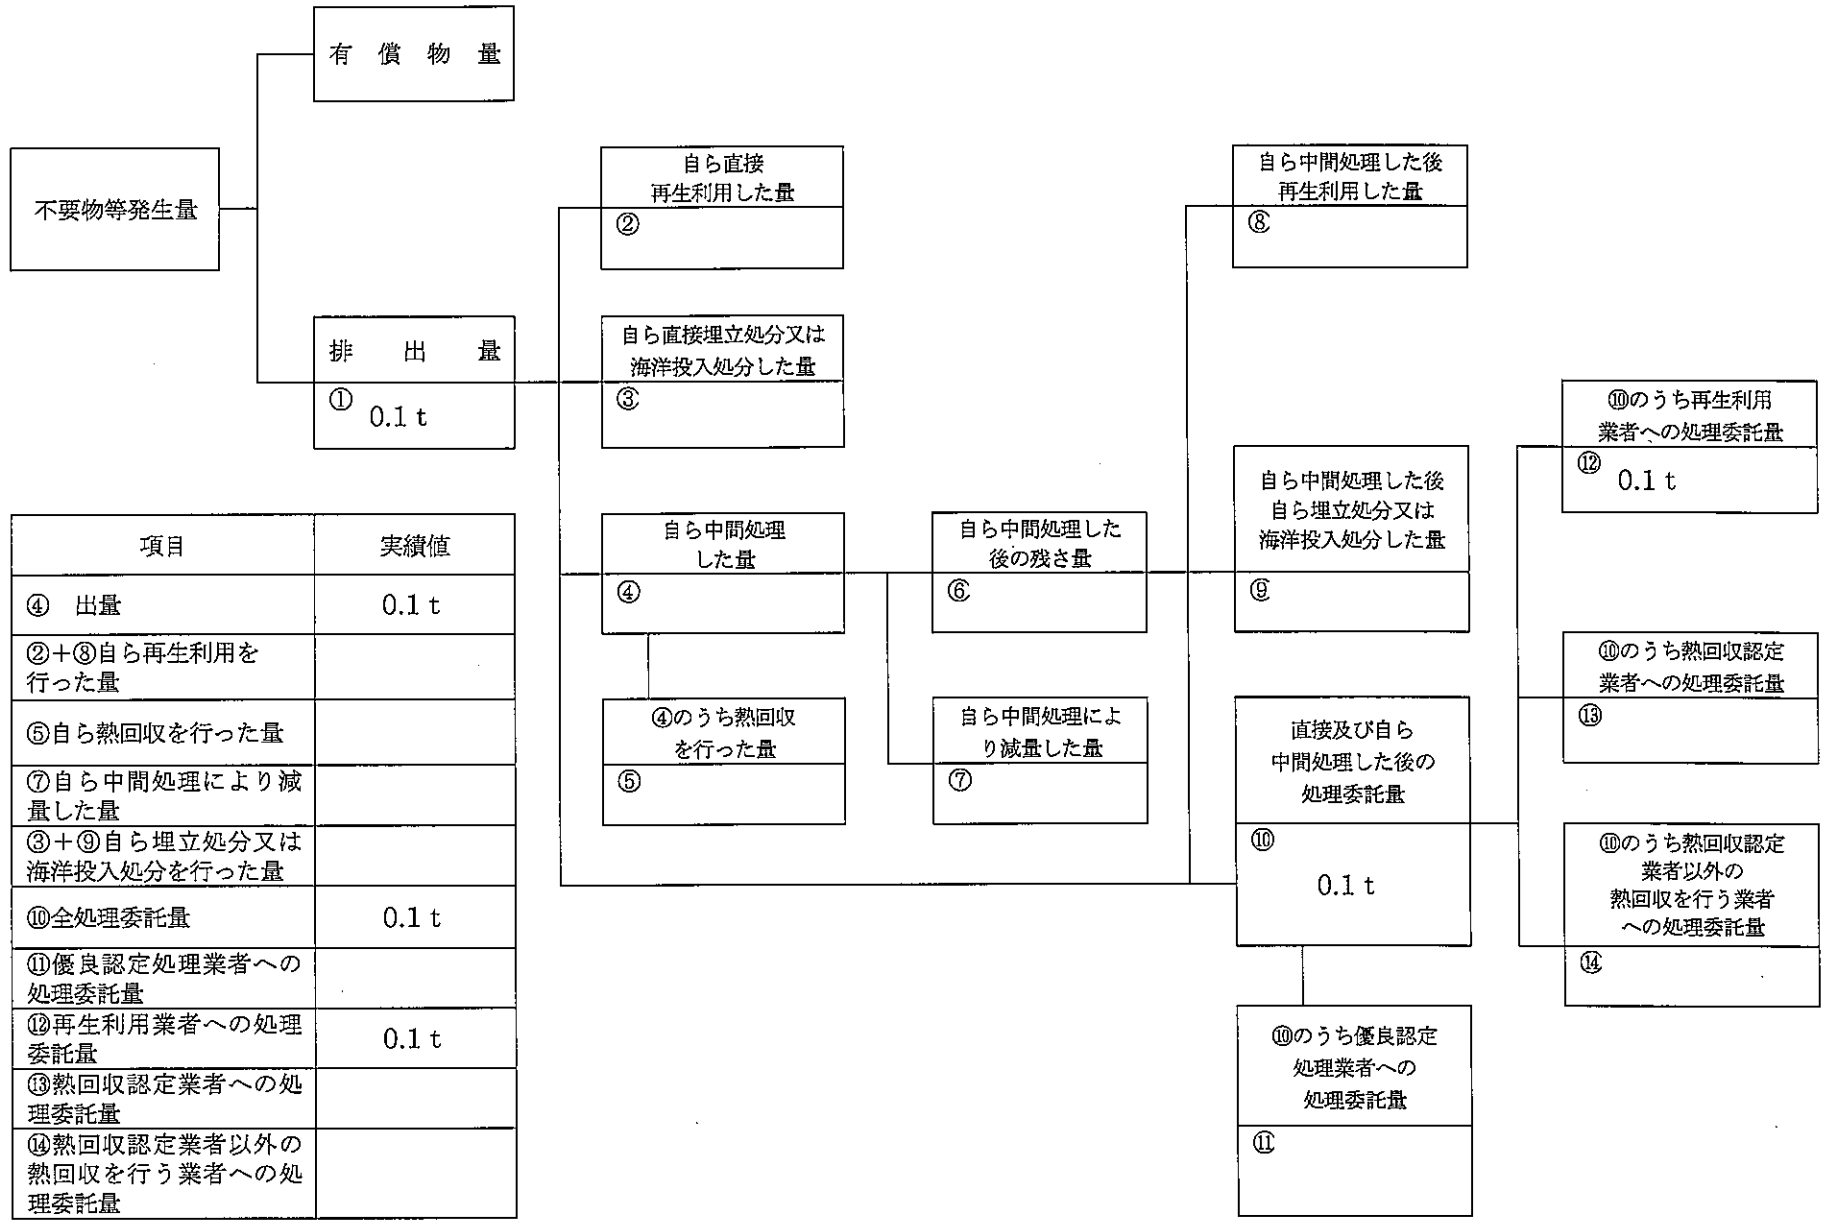 有償物量
不要物等発生量
排出量
①
0.1 t
自ら直接
再生利用した量
②
自ら直接埋立処分又は
海洋投入処分した量
③
自ら中間処理
した量
④
④のうち熱回収
を行った量
⑤
自ら中間処理した
後の残さ量
⑥
自ら中間処理によ
り減量した量
⑦
自ら中間処理した後
再生利用した量
⑧
自ら中間処理した後
自ら埋立処分又は
海洋投入処分した量
⑨
直接及び自ら
中間処理した後の
処理委託量
⑩
0.1 t
⑩のうち優良認定
処理業者への
処理委託量
⑪
⑩のうち再生利用
業者への処理委託量
⑫
0.1 t
⑩のうち熱回収認定
業者への処理委託量
⑬
⑩のうち熱回収認定
業者以外の
熱回収を行う業者
への処理委託量
⑭
項目 実績値
④ 出量 0.1 t
②+⑧自ら再生利用を
行った量
⑤自ら熱回収を行った量
⑦自ら中間処理により減
量した量
③+⑨自ら埋立処分又は
海洋投入処分を行った量
⑩全処理委託量 0.1 t
⑪優良認定処理業者への
処理委託量
⑫再生利用業者への処理
委託量 0.1 t
⑬熱回収認定業者への処
理委託量
⑭熱回収認定業者以外の
熱回収を行う業者への処
理委託量